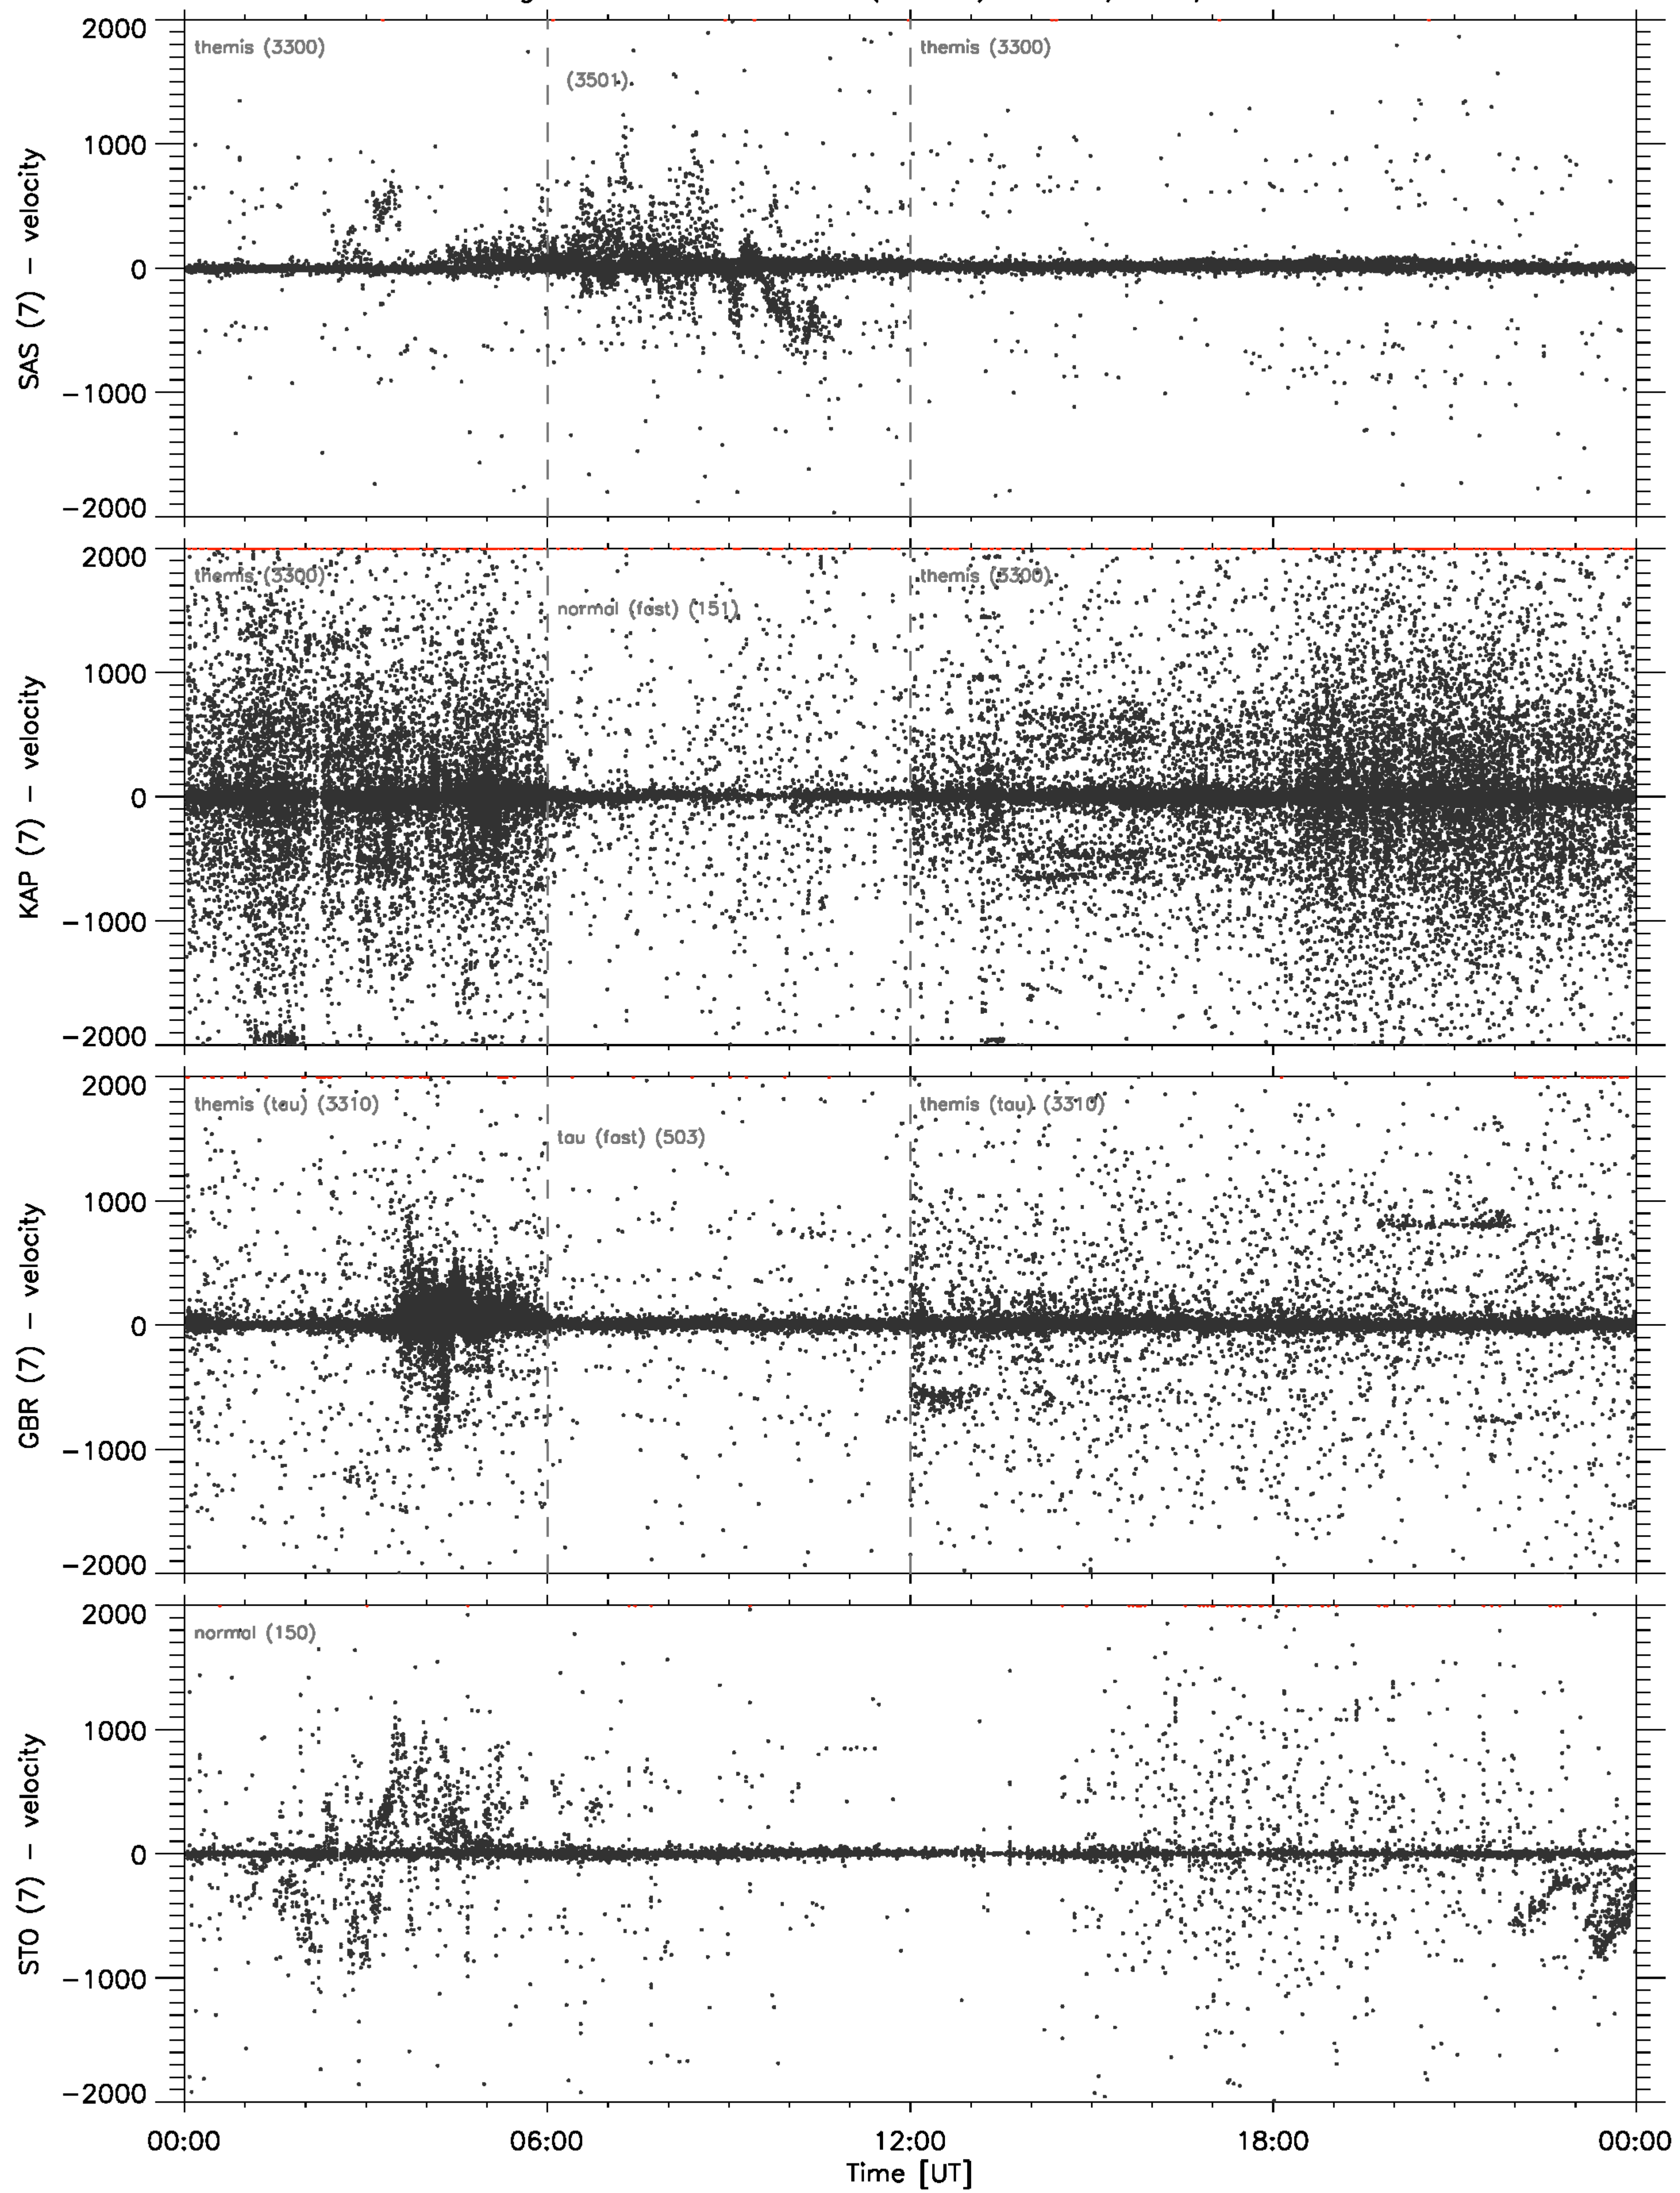 2000
themis (3300)
themis (3300)
(3501)
1000
SAS (7) – velocity
0
−1000
−2000
2000
themis (3300)
themis (3300)
normal (fast) (151)
1000
KAP (7) – velocity
0
−1000
−2000
2000
themis (tau) (3310)
themis (tau) (3310)
tau (fast) (503)
1000
GBR (7) – velocity
0
−1000
−2000
2000
normal (150)
1000
STO (7) – velocity
0
−1000
−2000
00:00 06:00 12:00 18:00 00:00
Time [UT]